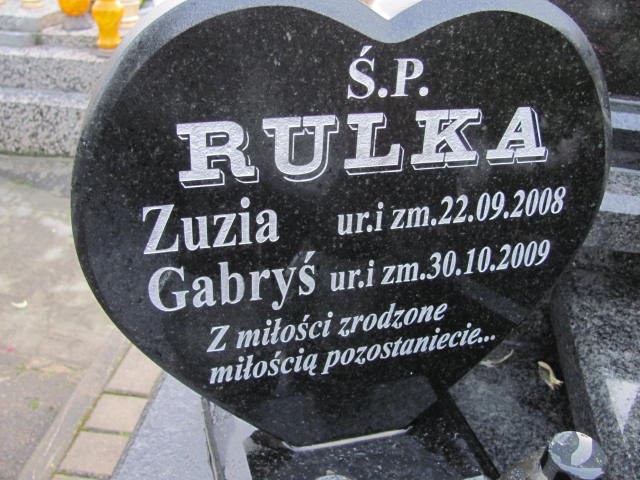 Ś.P.
RULKA
Zuzia ur.i zm.22.09.2008
Gabryś ur.i zm.30.10.2009
Z miłości zrodzone
miłością pozostaniecie...